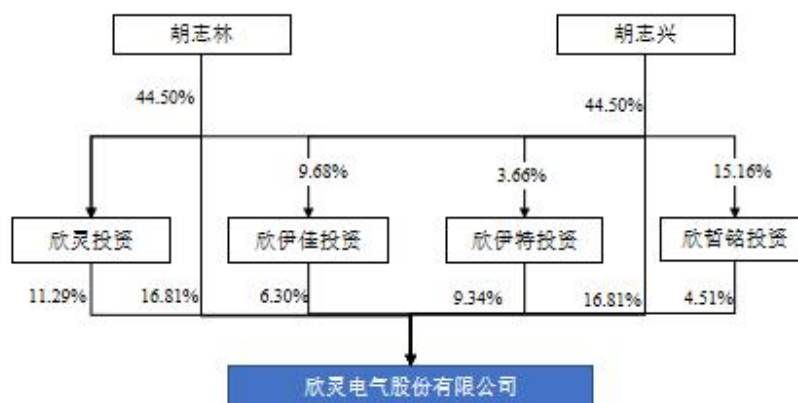 胡志林
胡志兴
44.50%
44.50%
9.68%
3.66%
15.16%
欣灵投资
欣伊佳投资
欣伊特投资
欣哲铭投资
11.29%
16.81%
6.30%
9.34%
16.81%
4.51%
欣灵电气股份有限公司